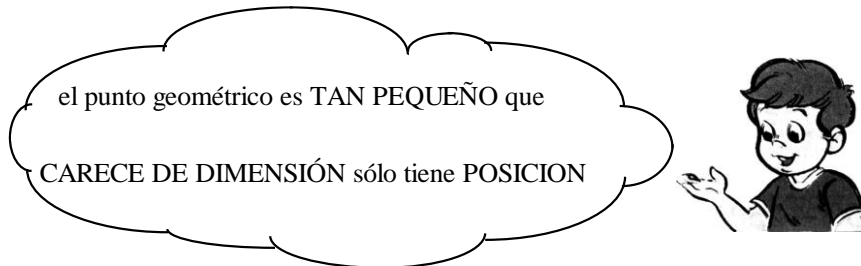 el punto geométrico es TAN PEQUEÑO que
CARECE DE DIMENSIÓN sólo tiene POSICION